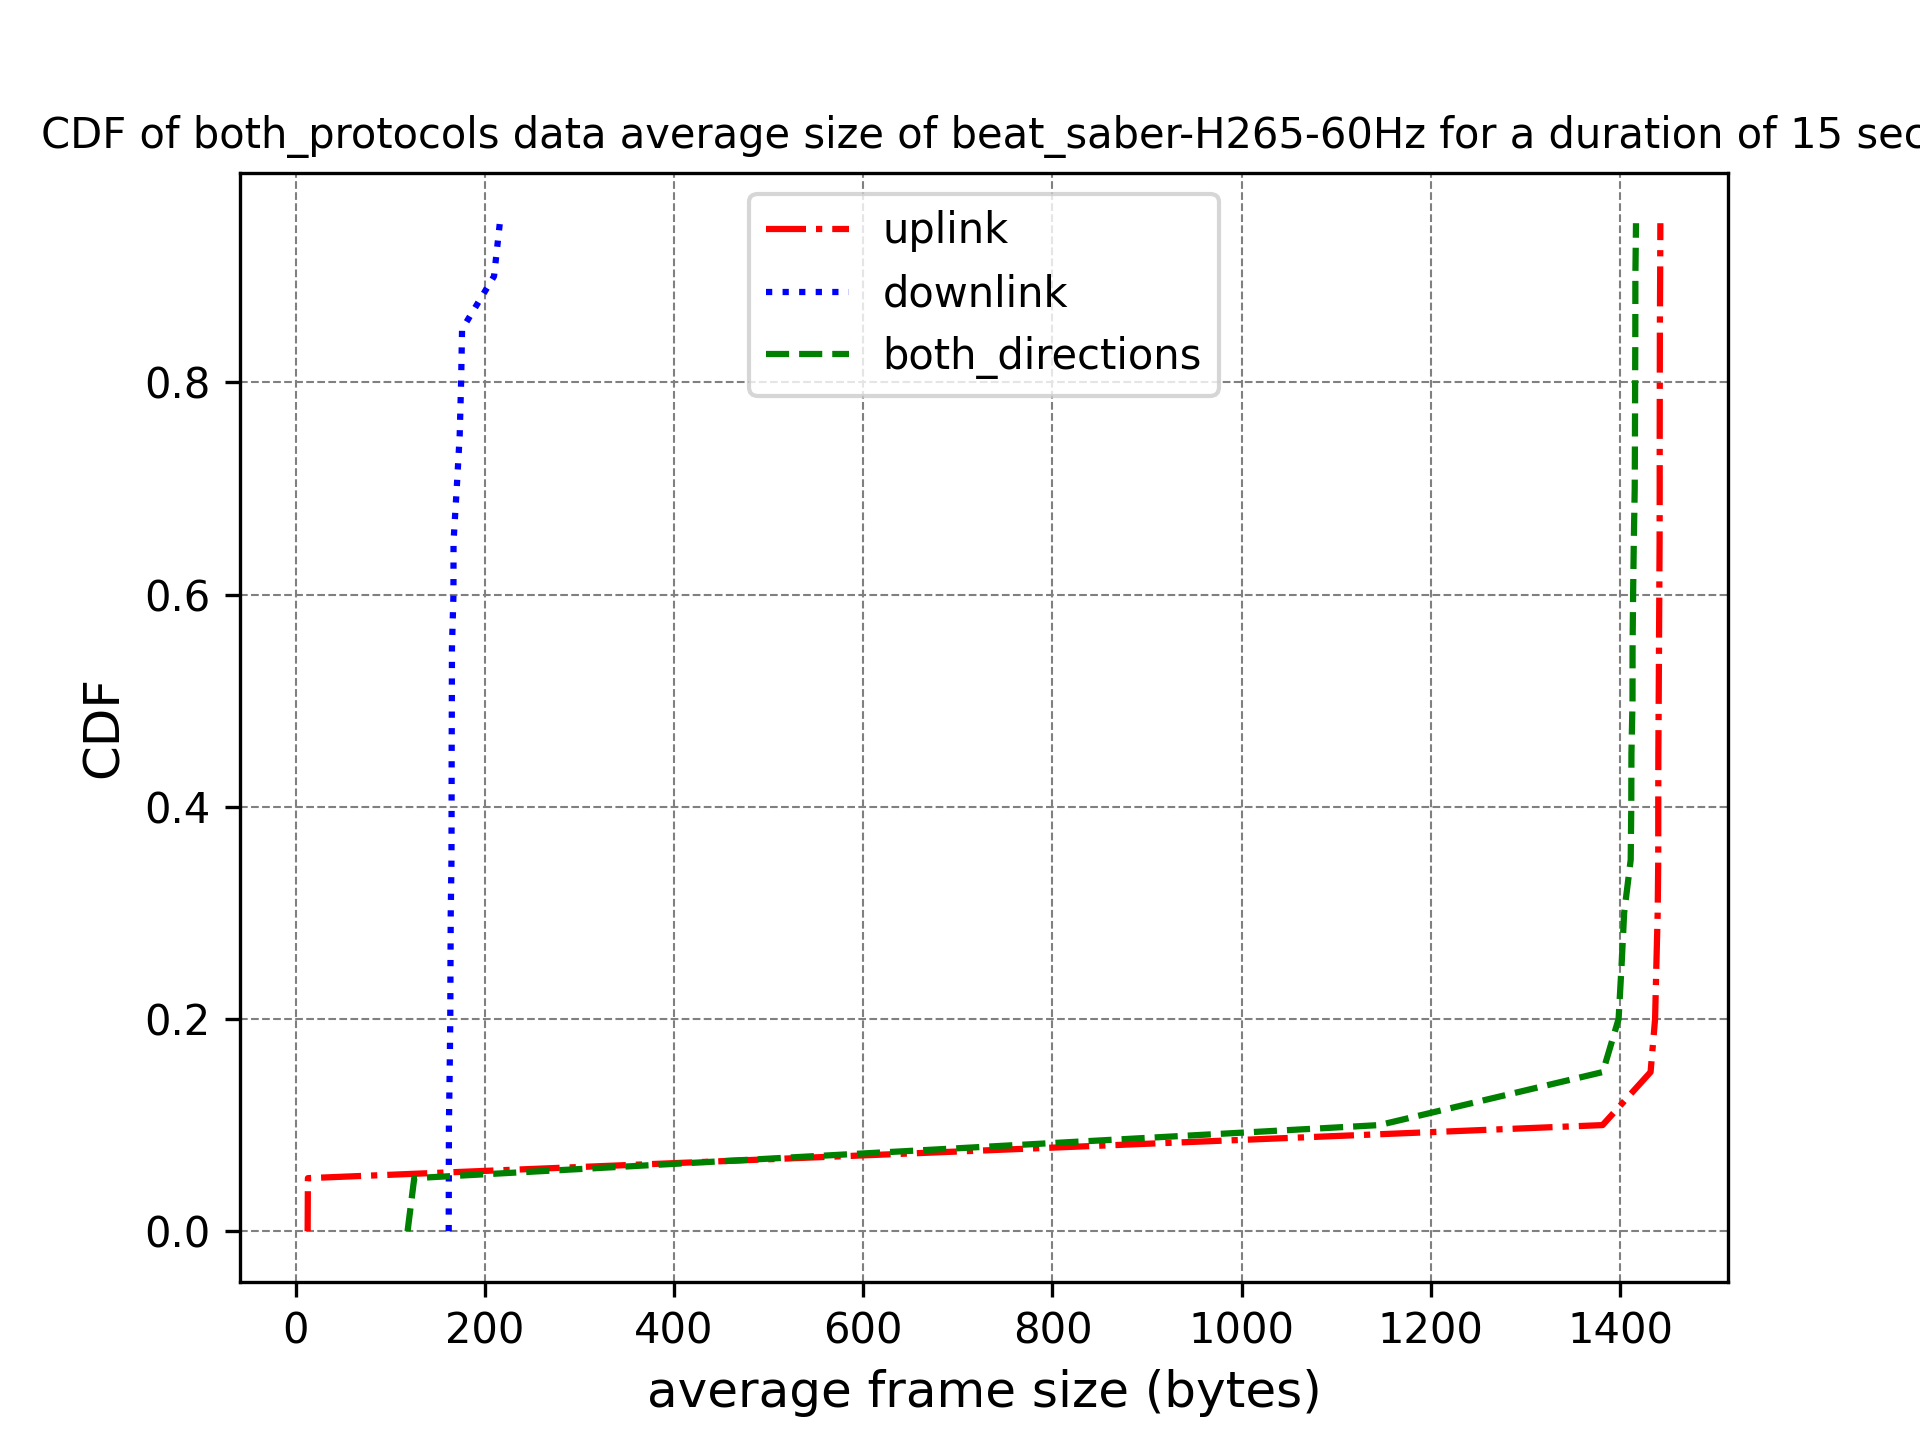 CDF of both_protocols data average size of beat_saber-H265-60Hz for a duration of 15 sec
uplink
downlink
both_directions
CDF
0.8
0.6
0.4
0.2
0.0
0 200 400 600 800 1000 1200 1400
average frame size (bytes)